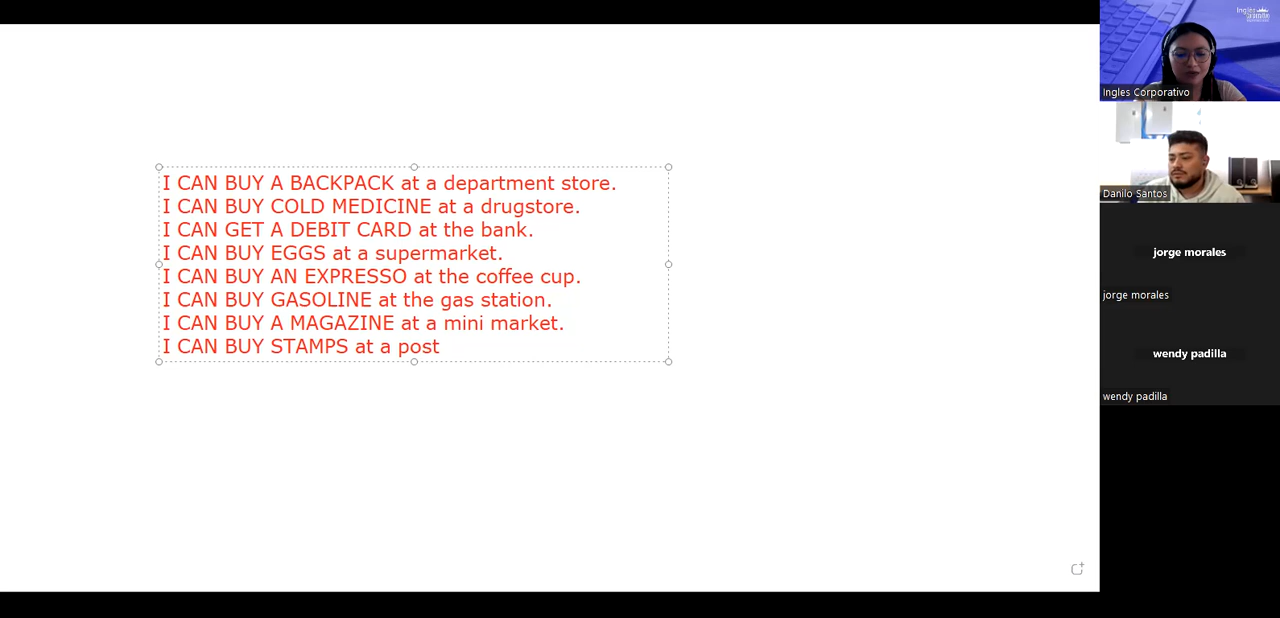 I CAN BUY A BACKPACK at a department store.
I CAN BUY COLD MEDICINE at a drugstore.
I CAN GET A DEBIT CARD at the bank.
I CAN BUY EGGS at a supermarket.
I CAN BUY AN EXPRESSO at the coffee cup.
I CAN BUY GASOLINE at the gas station.
I CAN BUY A MAGAZINE at a mini market.
I CAN BUY STAMPS at a post
Ingles
Ingles Corporativo
Danilo Santos
jorge morales
jorge morales
wendy padilla
wendy padilla